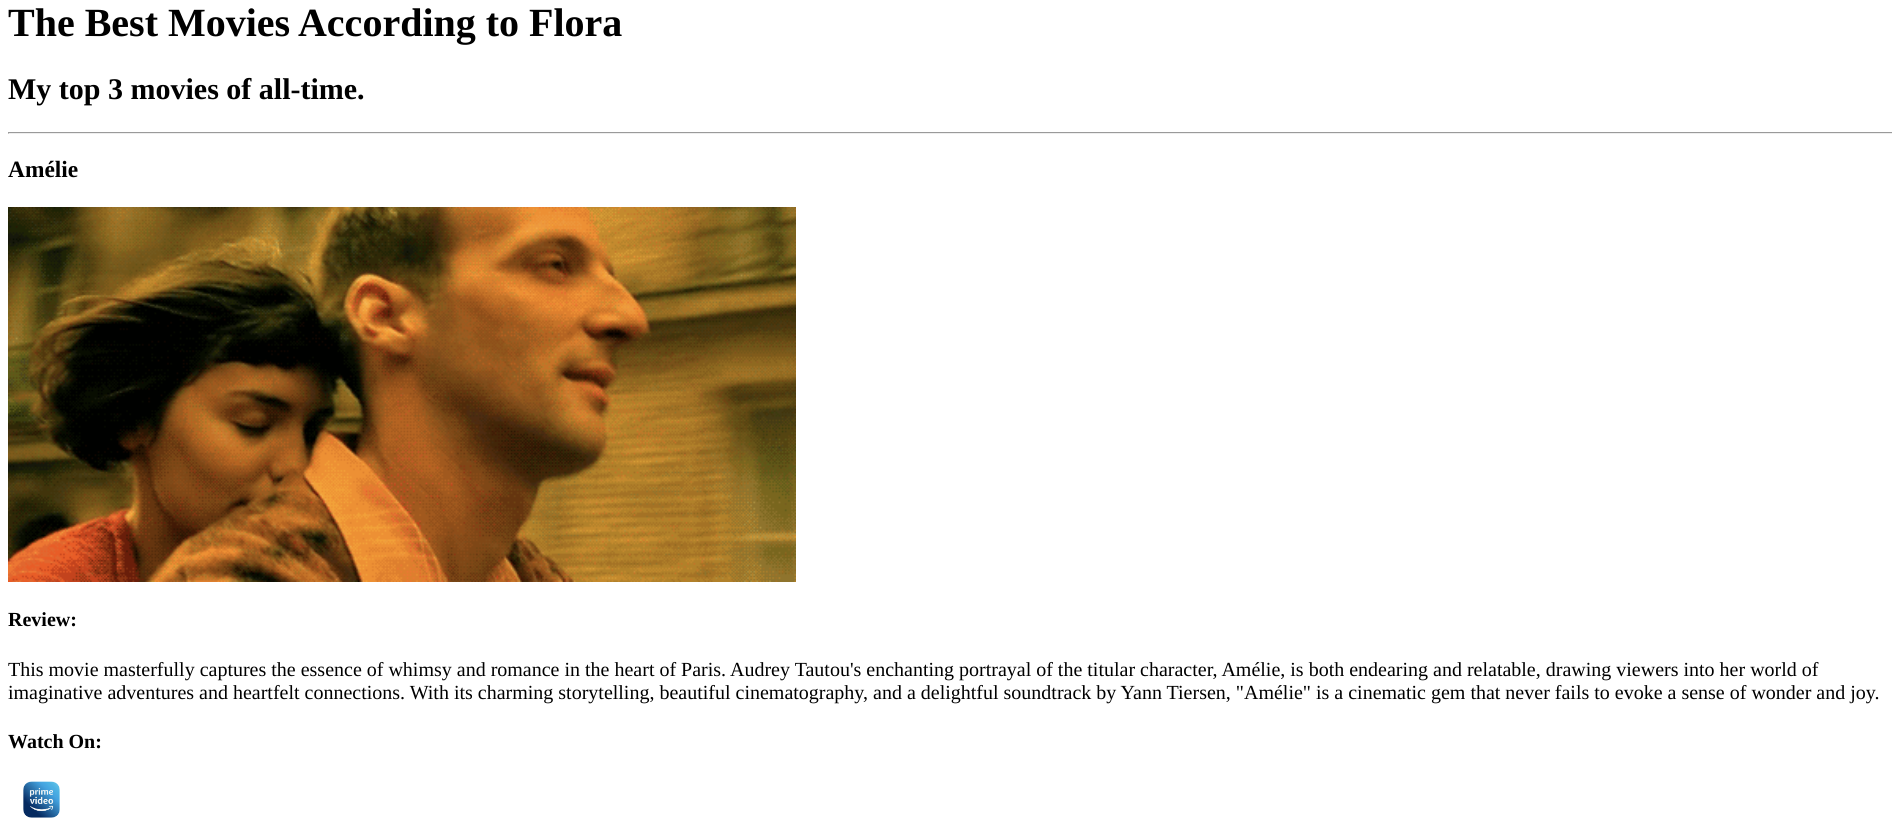 The Best Movies According to Flora
My top 3 movies of all-time.
Amélie
Review:
This movie masterfully captures the essence of whimsy and romance in the heart of Paris. Audrey Tautou's enchanting portrayal of the titular character, Amélie, is both endearing and relatable, drawing viewers into her world of
imaginative adventures and heartfelt connections. With its charming storytelling, beautiful cinematography, and a delightful soundtrack by Yann Tiersen, "Amélie" is a cinematic gem that never fails to evoke a sense of wonder and joy.
Watch On:
prime
video